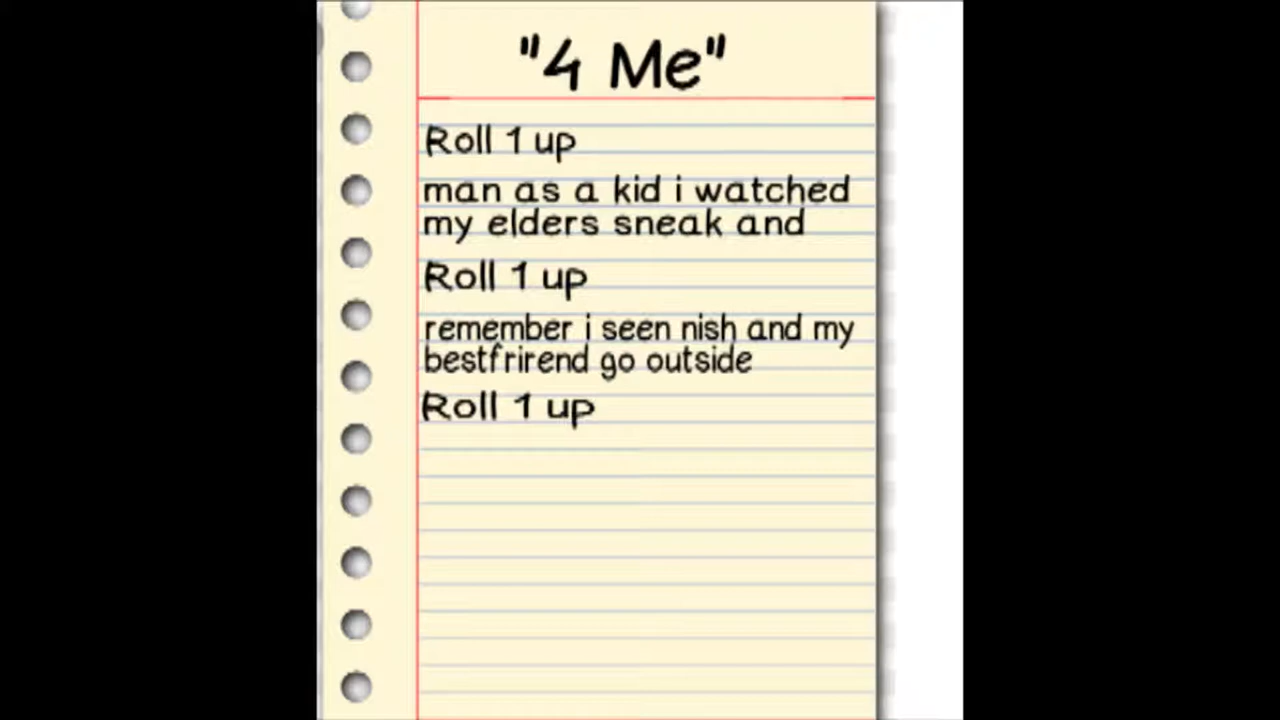 "4 Me"
Roll 1 up
man as a kid i watched
my elders sneak and
Roll 1 up
remember i seen nish and my
bestfrirend go outside
Roll 1 up